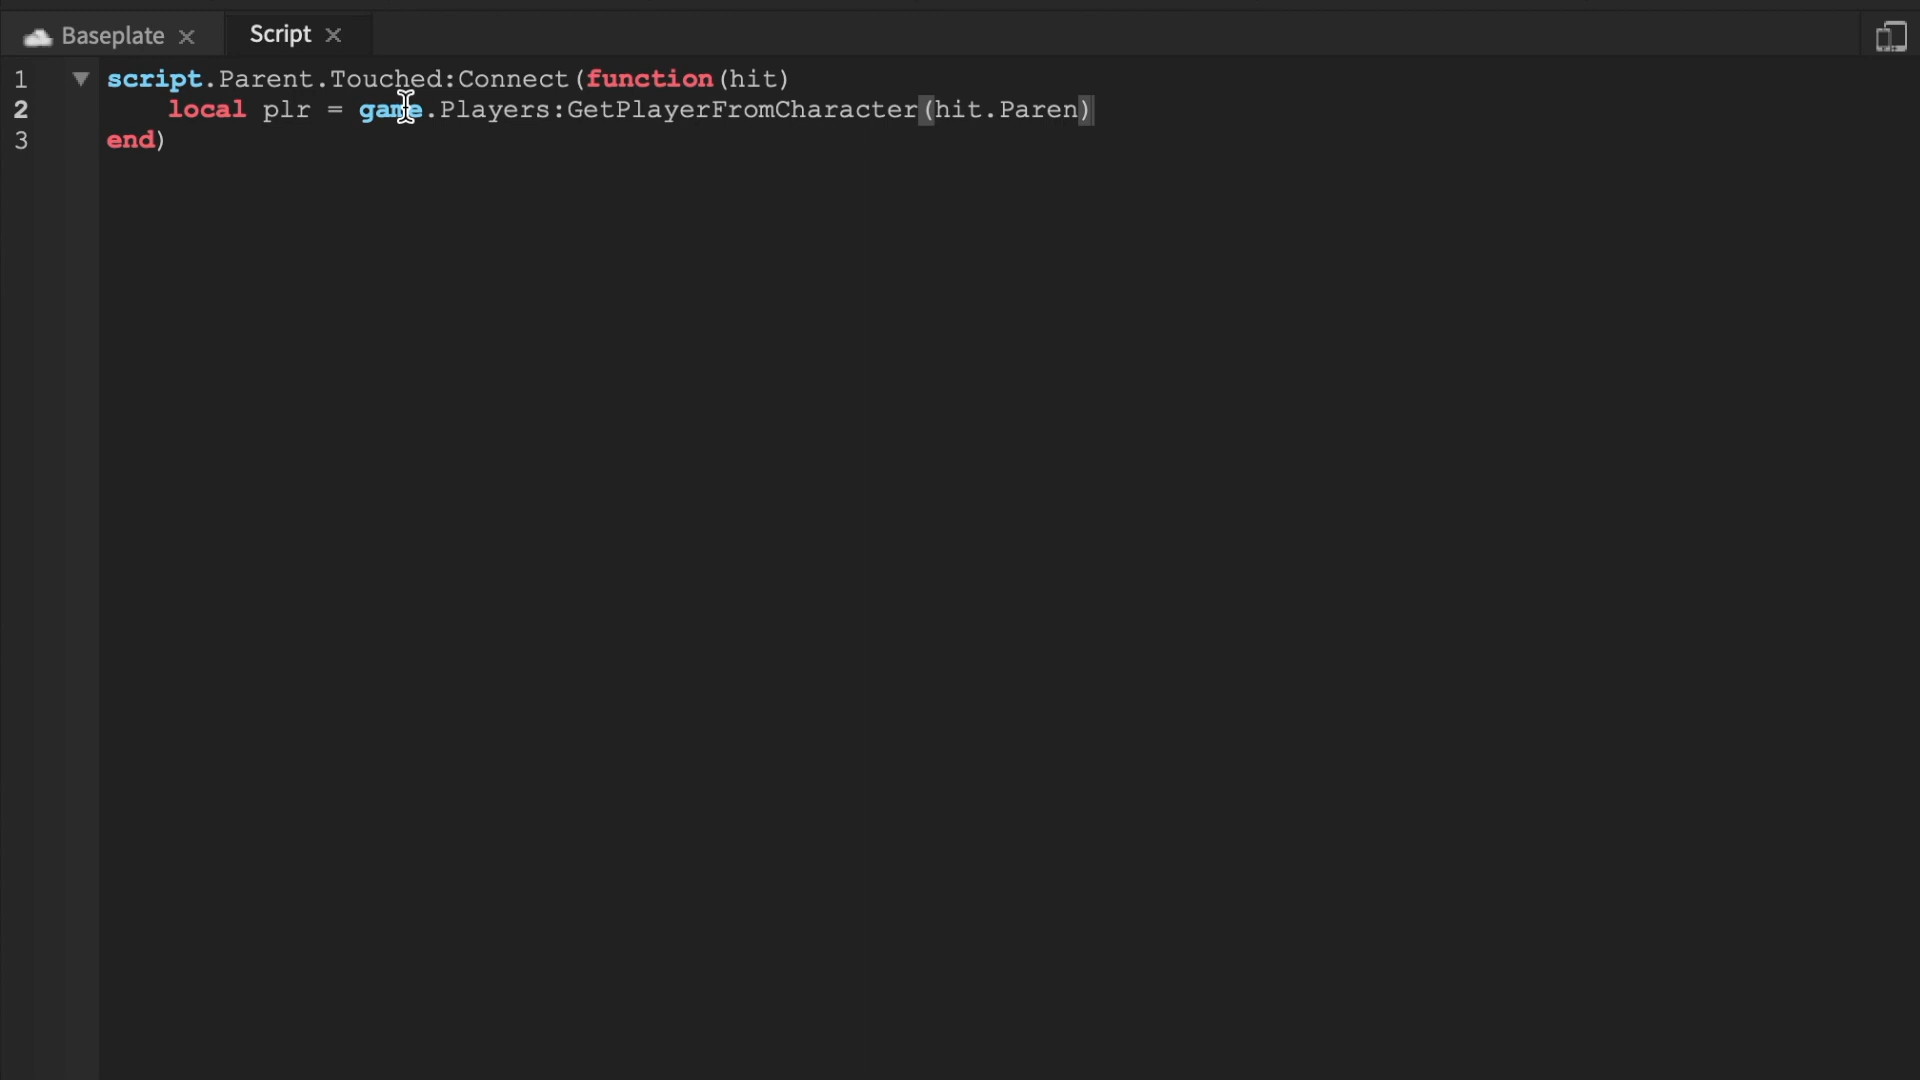 Baseplate Script
1 script.Parent.Touched:Connect(function(hit)
2 local plr = game.Players:GetPlayerFromCharacter(hit.Paren)
3 end)